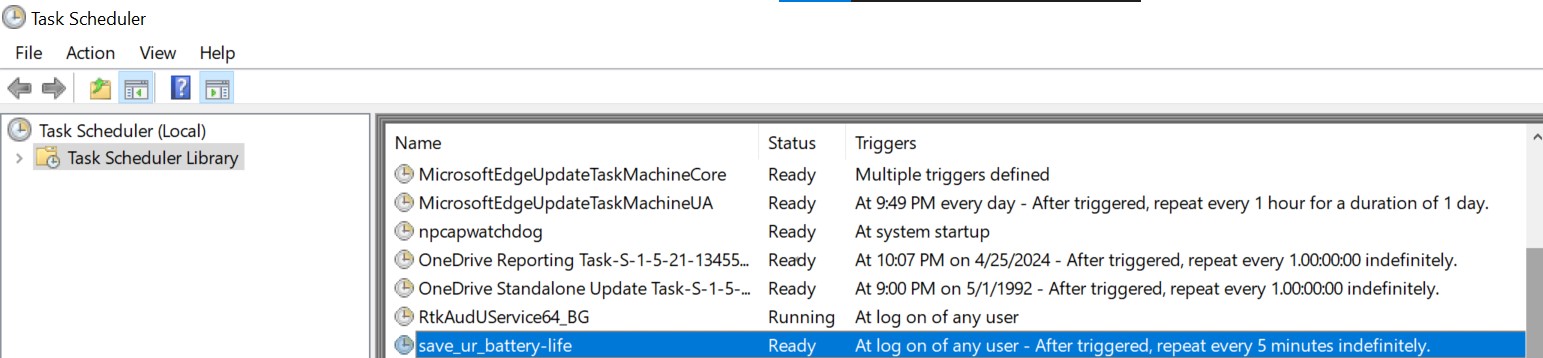 Task Scheduler
File Action View Help
Task Scheduler (Local)
Task Scheduler Library
Name Status Triggers
MicrosoftEdgeUpdateTaskMachineCore Ready Multiple triggers defined
MicrosoftEdgeUpdateTaskMachineUA Ready At 9:49 PM every day - After triggered, repeat every 1 hour for a duration of 1 day.
npcapwatchdog Ready At system startup
OneDrive Reporting Task-S-1-5-21-13455... Ready At 10:07 PM on 4/25/2024 - After triggered, repeat every 1.00:00:00 indefinitely.
OneDrive Standalone Update Task-S-1-5-... Ready At 9:00 PM on 5/1/1992 - After triggered, repeat every 1.00:00:00 indefinitely.
RtkAudUService64_BG Running At log on of any user
save_ur_battery-life Ready At log on of any user - After triggered, repeat every 5 minutes indefinitely.